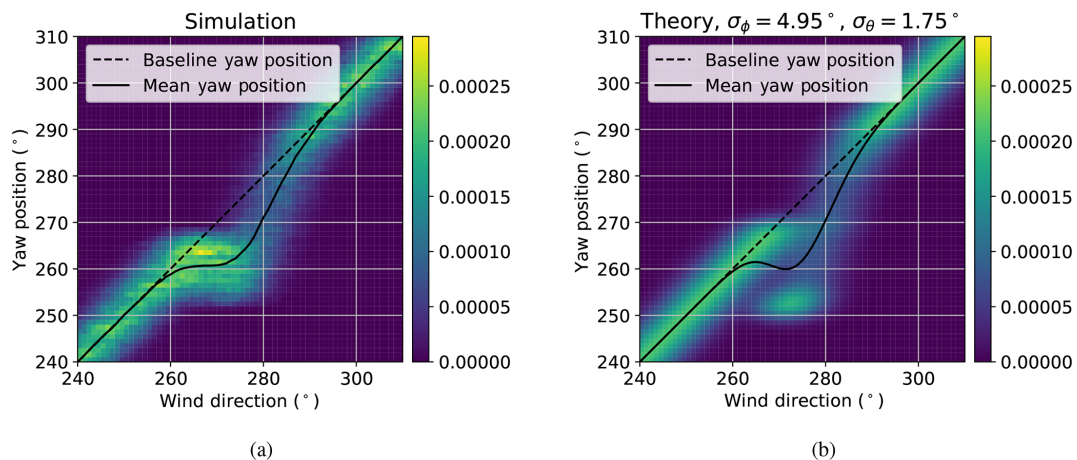 Simulation
Baseline yaw position
Mean yaw position
310
300
290
280
270
260
250
240
Yaw position (°)
240 260 280 300
Wind direction (°)
0.00025
0.00020
0.00015
0.00010
0.00005
0.00000
(a)
Theory, σ_ϕ = 4.95°, σ_θ = 1.75°
Baseline yaw position
Mean yaw position
310
300
290
280
270
260
250
240
Yaw position (°)
240 260 280 300
Wind direction (°)
0.00025
0.00020
0.00015
0.00010
0.00005
0.00000
(b)